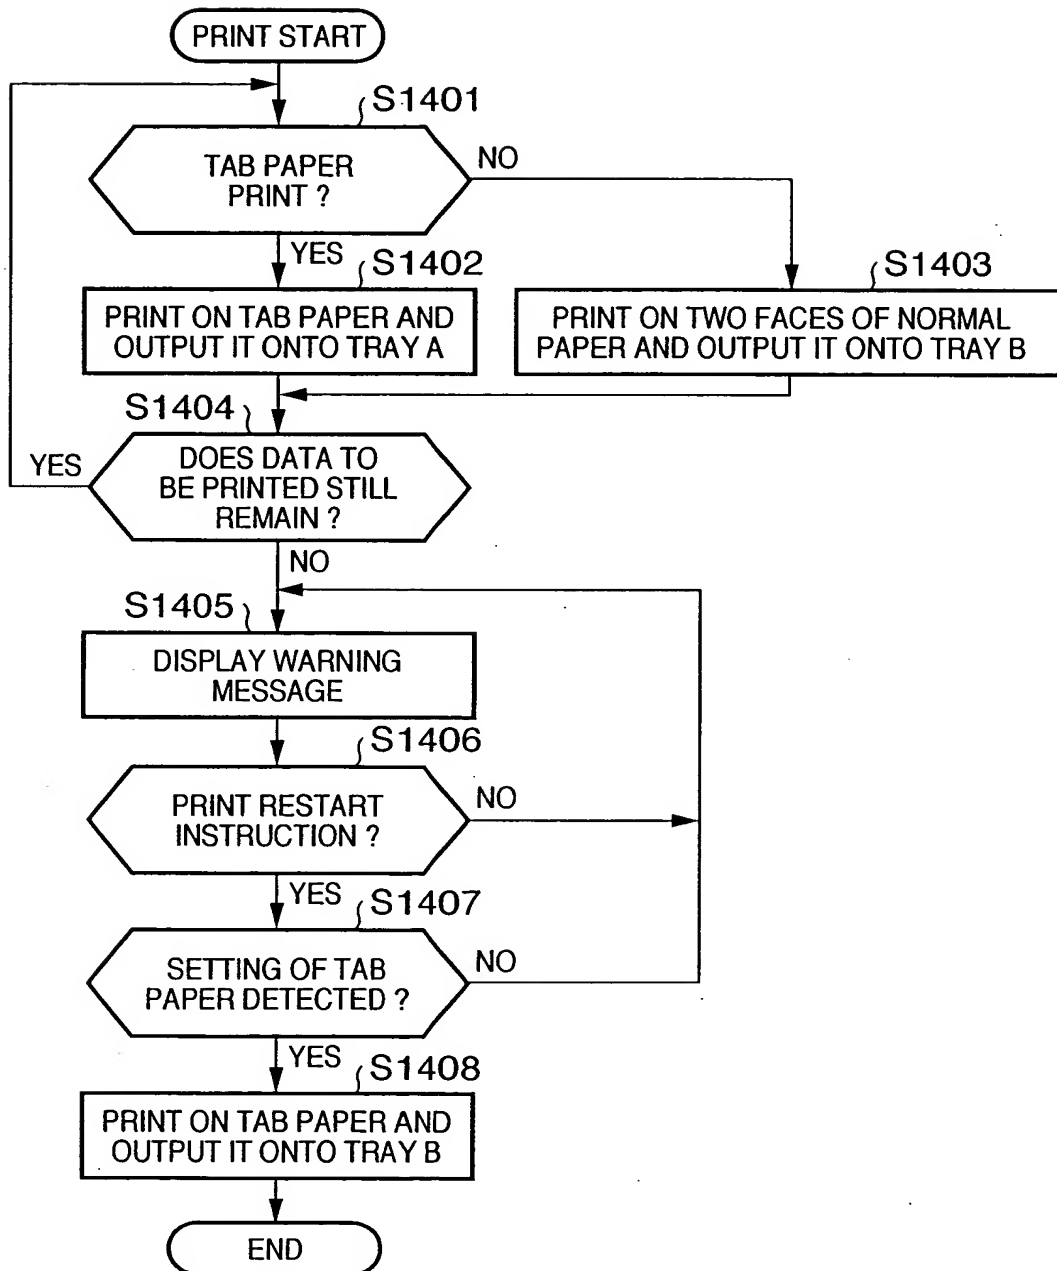 PRINT START
S1401
TAB PAPER
PRINT ?
NO
YES
S1402
PRINT ON TAB PAPER AND
OUTPUT IT ONTO TRAY A
S1403
PRINT ON TWO FACES OF NORMAL
PAPER AND OUTPUT IT ONTO TRAY B
S1404
YES
DOES DATA TO
BE PRINTED STILL
REMAIN ?
NO
S1405
DISPLAY WARNING
MESSAGE
S1406
PRINT RESTART
INSTRUCTION ?
NO
YES
S1407
SETTING OF TAB
PAPER DETECTED ?
NO
YES
S1408
PRINT ON TAB PAPER AND
OUTPUT IT ONTO TRAY B
END